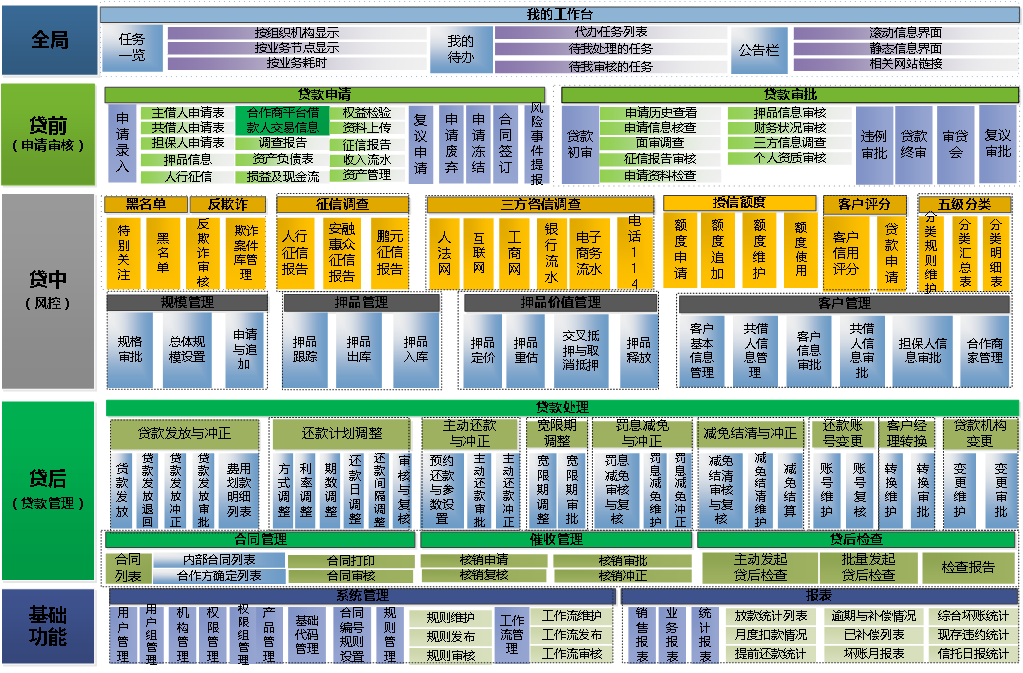 全局
我的工作台
任务
一览
按组织机构显示
按业务节点显示
按业务耗时
我的
待办
代办任务列表
待我处理的任务
待我审核的任务
公告栏
滚动信息界面
静态信息界面
相关网站链接
贷前
（申请审核）
贷款申请
申请录入
主借人申请表
共借人申请表
担保人申请表
押品信息
人行征信
合作商平台借
款人交易信息
调查报告
资产负债表
损益及现金流
权益检验
资料上传
征信报告
收入流水
资产管理
复议申请
申请废弃
申请冻结
合同签订
风险事件提报
贷款审批
贷款
初审
申请历史查看
申请信息核查
面审调查
征信报告审核
申请资料检查
押品信息审核
财务状况审核
三方信息调查
个人资质审核
违例
审批
贷款
终审
审贷
会
复议
审批
贷中
（风控）
黑名单
特别关注
黑名单
反欺诈
反欺诈审核
欺诈
案件
库管
理
征信调查
人行
征信
报告
安融
惠众
征信
报告
鹏元
征信
报告
三方咨信调查
人法网
互联网
工商网
银行流水
电子
商务
流水
电话114
授信额度
额度申请
额度追加
额度维护
额度使用
客户评分
客户
信用
评分
贷款申请
五级分类
分类规则维护
分类汇总表
分类明细表
规模管理
规格
审批
总体规
模设置
申请
与追
加
押品管理
押品
跟踪
押品
出库
押品
入库
押品价值管理
押品
定价
押品
重估
交叉抵
押与取
消抵押
押品
释放
客户管理
客户
基本
信息
管理
共借
人信
息管
理
客户
信息
审批
共借
人信
息审
批
担保人信
息审批
合作商
家管理
贷后
（贷款管理）
贷款处理
贷款发放与冲正
贷款发放
贷款发放退回
贷款发放冲正
贷款发放审批
费用
划款
明细
列表
还款计划调整
方式调整
利率调整
期数调整
还款日调整
还款间隔调整
审核与复核
主动还款
与冲正
预约
还款
与参
数设
置
主动还款审批
主动还款冲正
宽限期
调整
宽限期调整
宽限期审批
罚息减免
与冲正
罚息
减免
审核
与复
核
罚息减免维护
罚息减免冲正
减免结清与冲正
减免
结清
审核
与复
核
减免结清维护
减免结算
还款账
号变更
账号维护
账号复核
客户经
理转换
转换维护
转换审批
贷款机构
变更
变更维护
变更审批
合同管理
合同
列表
内部合同列表
合作方确定列表
合同打印
合同审核
催收管理
核销申请
核销复核
核销审批
核销冲正
贷后检查
主动发起
贷后检查
批量发起
贷后检查
检查报告
基础
功能
系统管理
用户管理
用户组管理
机构管理
权限管理
权限组管理
产品管理
基础
代码
管理
合同
编号
规则
设置
规则管理
规则维护
规则发布
规则审核
工作
流管
理
工作流维护
工作流发布
工作流审核
报表
销售报表
业务报表
统计报表
放款统计列表
月度扣款情况
提前还款统计
逾期与补偿情况
已补偿列表
坏账月报表
综合坏账统计
现存违约统计
信托日报统计